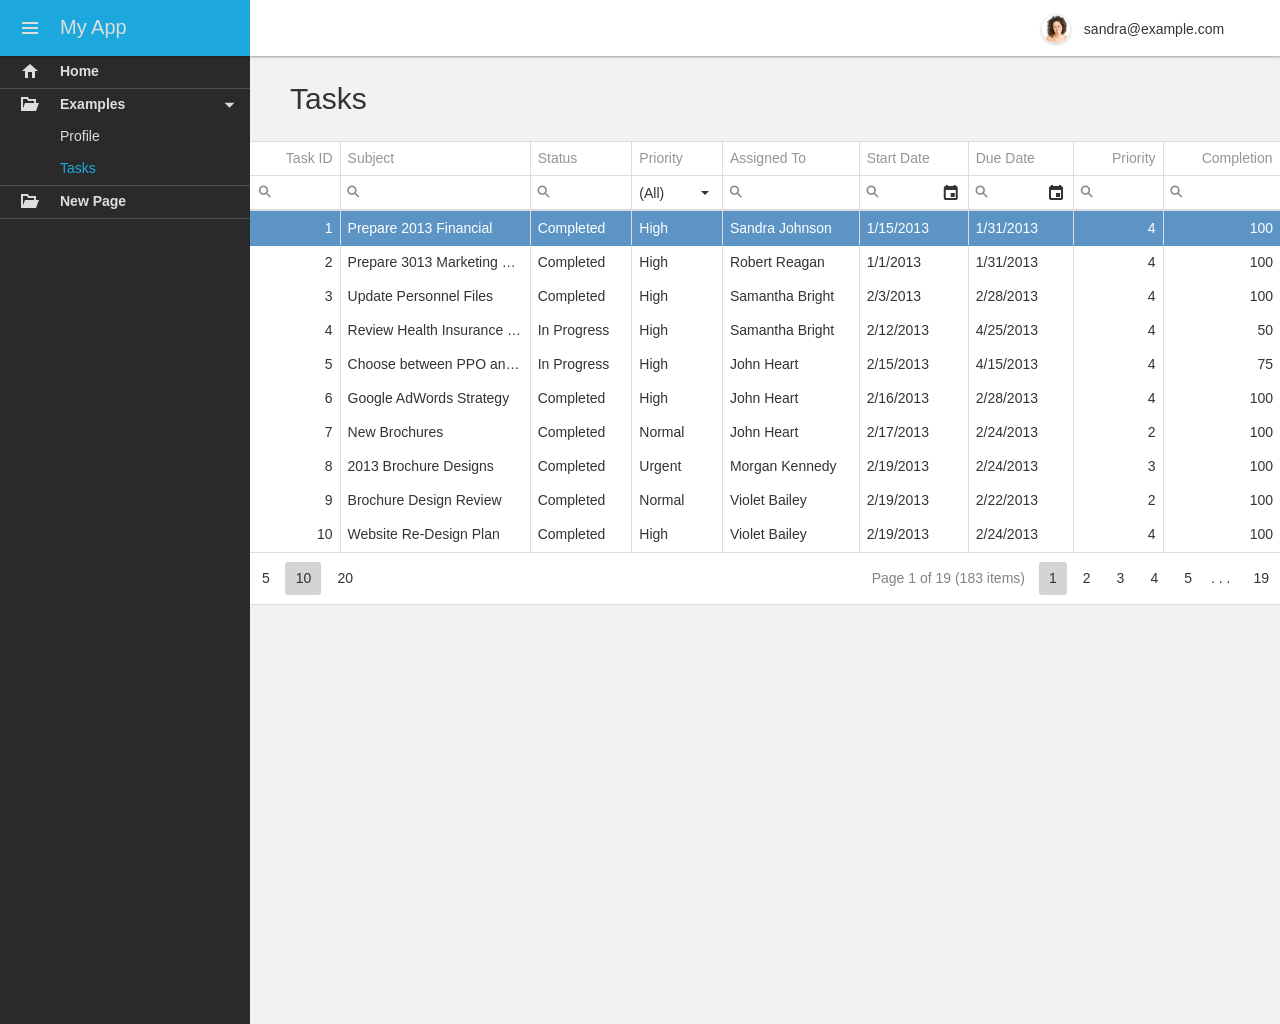 My App
sandra@example.com
Home
Examples
Profile
Tasks
New Page
Tasks
Task ID Subject Status Priority Assigned To Start Date Due Date Priority Completion
(All)
1 Prepare 2013 Financial Completed High Sandra Johnson 1/15/2013 1/31/2013 4 100
2 Prepare 3013 Marketing ... Completed High Robert Reagan 1/1/2013 1/31/2013 4 100
3 Update Personnel Files Completed High Samantha Bright 2/3/2013 2/28/2013 4 100
4 Review Health Insurance ... In Progress High Samantha Bright 2/12/2013 4/25/2013 4 50
5 Choose between PPO an... In Progress High John Heart 2/15/2013 4/15/2013 4 75
6 Google AdWords Strategy Completed High John Heart 2/16/2013 2/28/2013 4 100
7 New Brochures Completed Normal John Heart 2/17/2013 2/24/2013 2 100
8 2013 Brochure Designs Completed Urgent Morgan Kennedy 2/19/2013 2/24/2013 3 100
9 Brochure Design Review Completed Normal Violet Bailey 2/19/2013 2/22/2013 2 100
10 Website Re-Design Plan Completed High Violet Bailey 2/19/2013 2/24/2013 4 100
5 10 20 Page 1 of 19 (183 items) 1 2 3 4 5 . . . 19